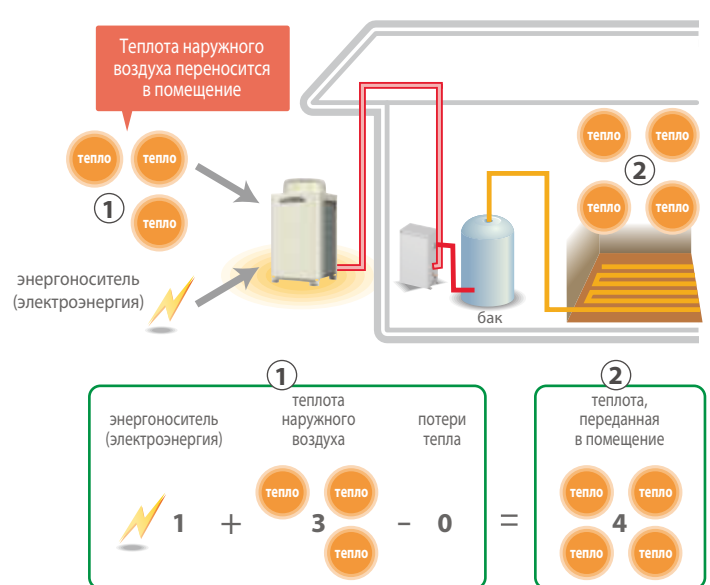 Теплота наружного
воздуха переносится
в помещение
тепло
тепло
1
тепло
энергоноситель
(электроэнергия)
тепло
тепло
2
тепло
тепло
бак
1
энергоноситель
(электроэнергия)
теплота
наружного
воздуха
потери
тепла
1 + тепло тепло 3 тепло – 0 =
2
теплота,
переданная
в помещение
тепло
тепло
4
тепло
тепло